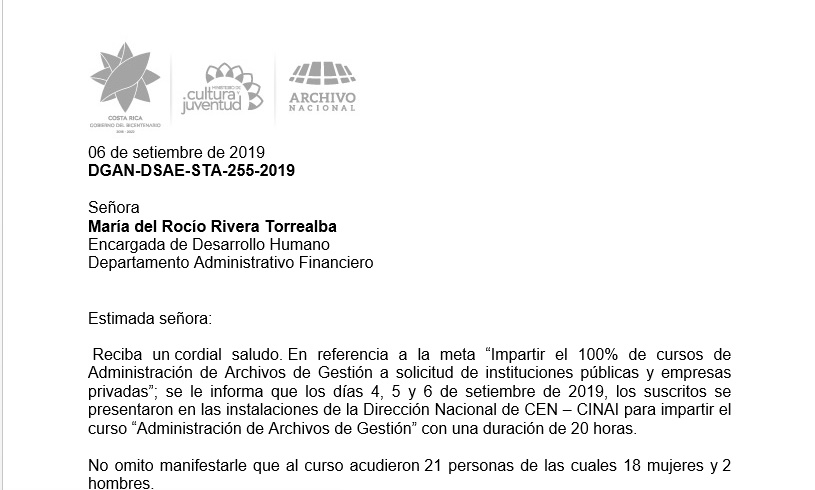 COSTA RICA
GOBIERNO DEL BICENTENARIO
MINISTERIO DE
cultura y
juventud
ARCHIVO
NACIONAL
06 de setiembre de 2019
DGAN-DSAE-STA-255-2019
Señora
María del Rocío Rivera Torrealba
Encargada de Desarrollo Humano
Departamento Administrativo Financiero
Estimada señora:
Reciba un cordial saludo. En referencia a la meta “Impartir el 100% de cursos de
Administración de Archivos de Gestión a solicitud de instituciones públicas y empresas
privadas”; se le informa que los días 4, 5 y 6 de setiembre de 2019, los suscritos se
presentaron en las instalaciones de la Dirección Nacional de CEN – CINAI para impartir el
curso “Administración de Archivos de Gestión” con una duración de 20 horas.
No omito manifestarle que al curso acudieron 21 personas de las cuales 18 mujeres y 2
hombres.